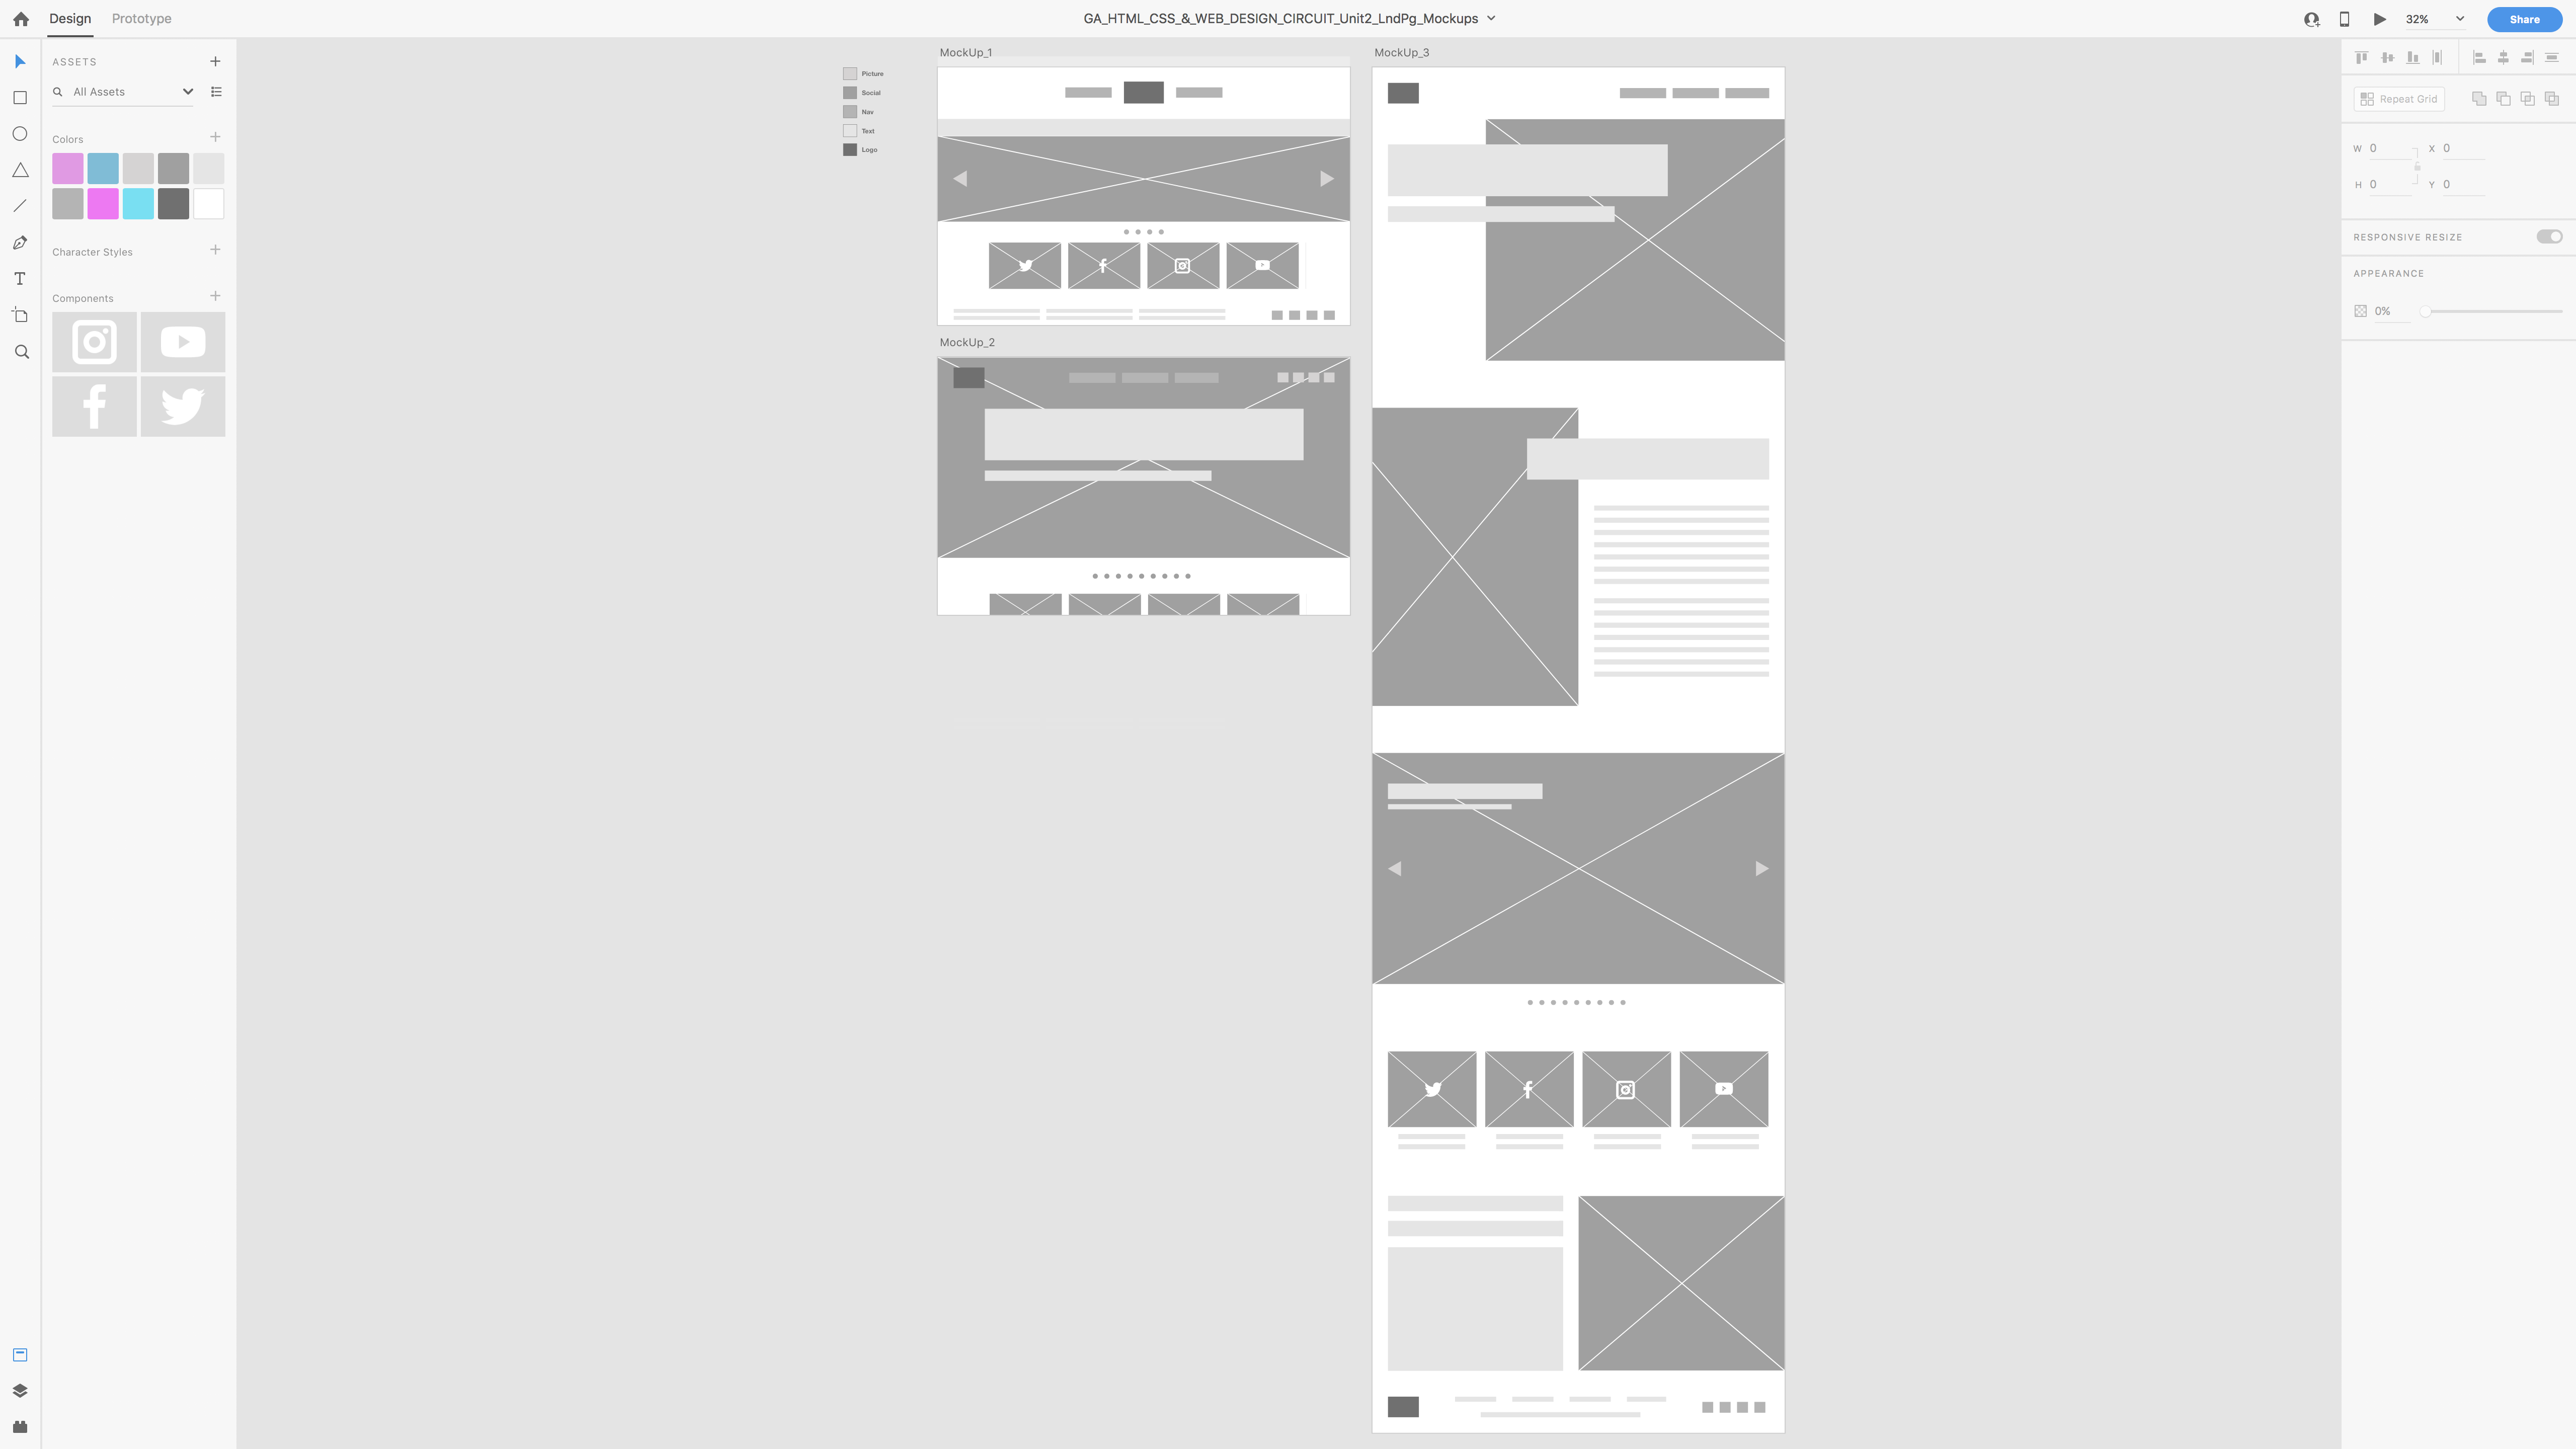 Design Prototype GA_HTML_CSS_&_WEB_DESIGN_CIRCUIT_Unit2_LndPg_Mockups 32% Share
ASSETS
All Assets
Colors
Character Styles
Components
Picture
Social
Nav
Text
Logo
MockUp_1
MockUp_2
MockUp_3
Repeat Grid
W 0 X 0
H 0 Y 0
RESPONSIVE RESIZE
APPEARANCE
0%